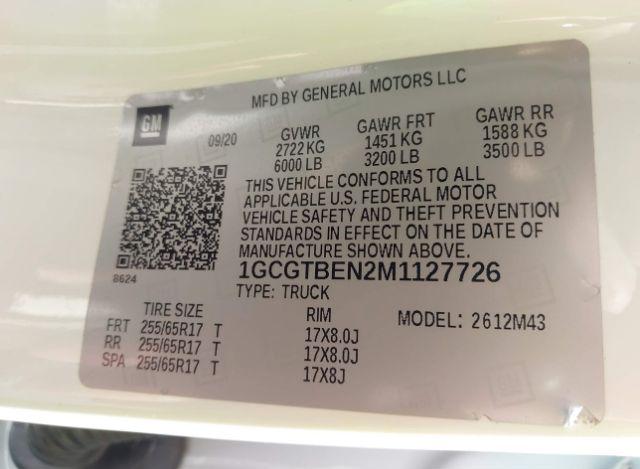 MFD BY GENERAL MOTORS LLC
GM
09/20
GVWR GAWR FRT GAWR RR
2722 KG 1451 KG 1588 KG
6000 LB 3200 LB 3500 LB
THIS VEHICLE CONFORMS TO ALL
APPLICABLE U.S. FEDERAL MOTOR
VEHICLE SAFETY AND THEFT PREVENTION
STANDARDS IN EFFECT ON THE DATE OF
MANUFACTURE SHOWN ABOVE.
1GCGTBEN2M1127726
8624
TYPE: TRUCK
TIRE SIZE RIM MODEL: 2612M43
FRT 255/65R17 T 17X8.0J
RR 255/65R17 T 17X8.0J
SPA 255/65R17 T 17X8J